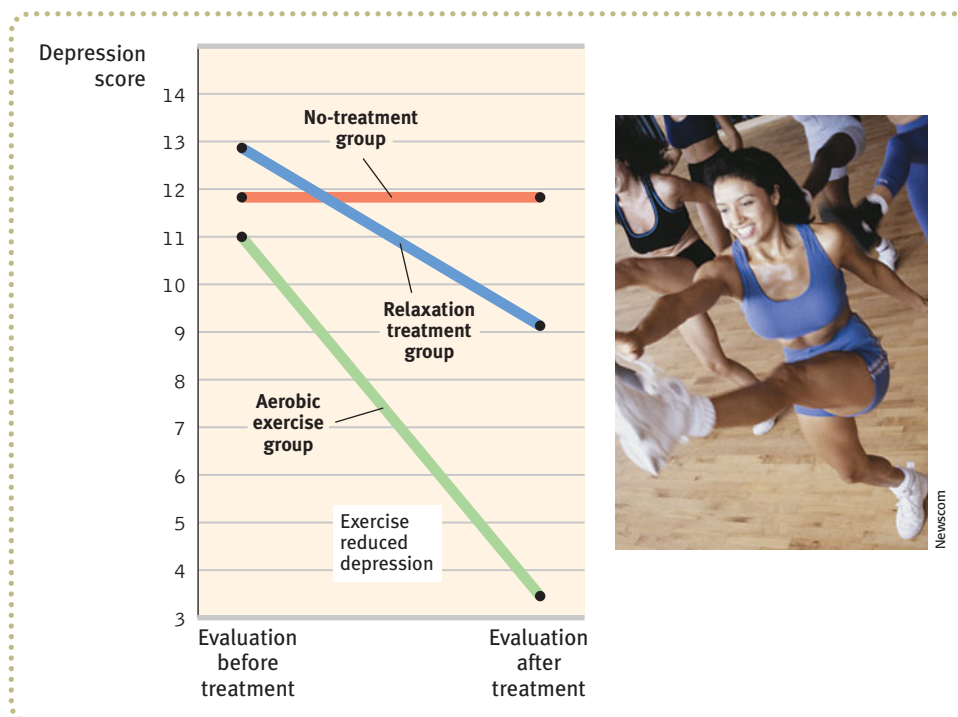 Depression
score
14
13
12
11
10
9
8
7
6
5
4
3
No-treatment
group
Relaxation
treatment
group
Aerobic
exercise
group
Exercise
reduced
depression
Evaluation
before
treatment
Evaluation
after
treatment
Newscom